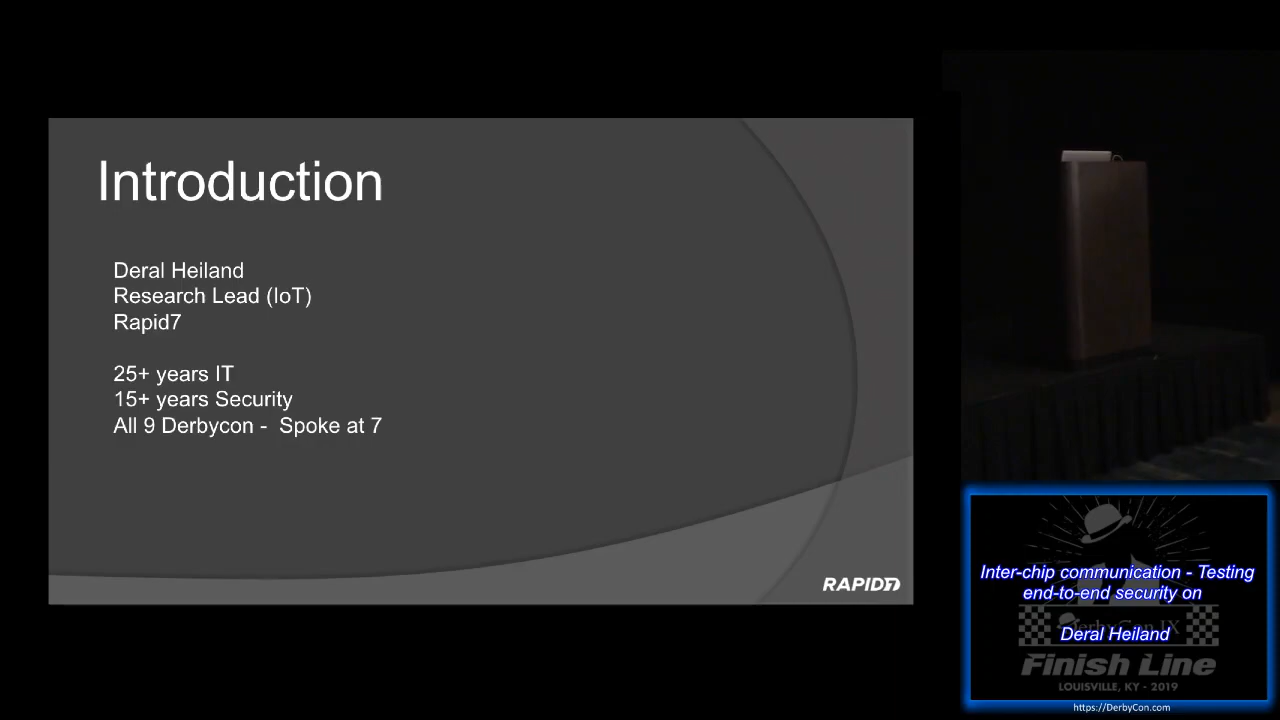 Introduction
Deral Heiland
Research Lead (IoT)
Rapid7
25+ years IT
15+ years Security
All 9 Derbycon - Spoke at 7
RAPID7
Inter-chip communication - Testing
end-to-end security on
DerbyCon IX
Deral Heiland
Finish Line
LOUISVILLE, KY - 2019
https://DerbyCon.com